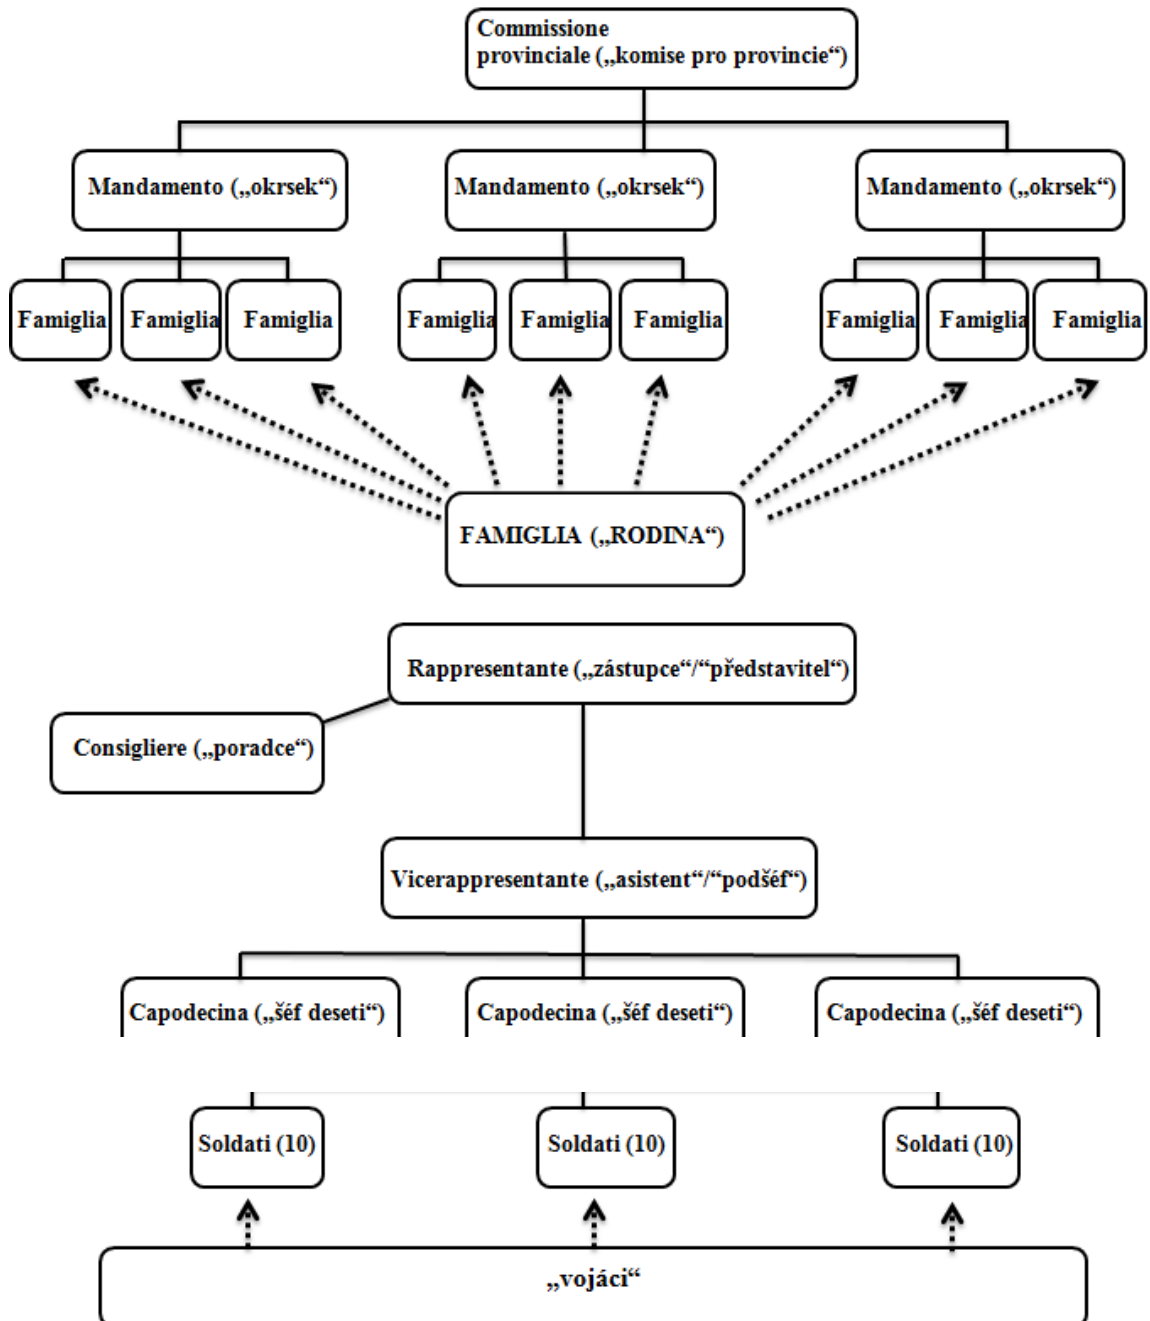 Commissione
provinciale („komise pro provincie“)
Mandamento („okrsek“)
Mandamento („okrsek“)
Mandamento („okrsek“)
Famiglia
Famiglia
Famiglia
Famiglia
Famiglia
Famiglia
Famiglia
Famiglia
Famiglia
FAMIGLIA („RODINA“)
Rappresentante („zástupce“/“představitel“)
Consigliere („poradce“)
Vicerappresentante („asistent“/“podšéf“)
Capodecina („šéf deseti“)
Capodecina („šéf deseti“)
Capodecina („šéf deseti“)
Soldati (10)
Soldati (10)
Soldati (10)
„vojáci“